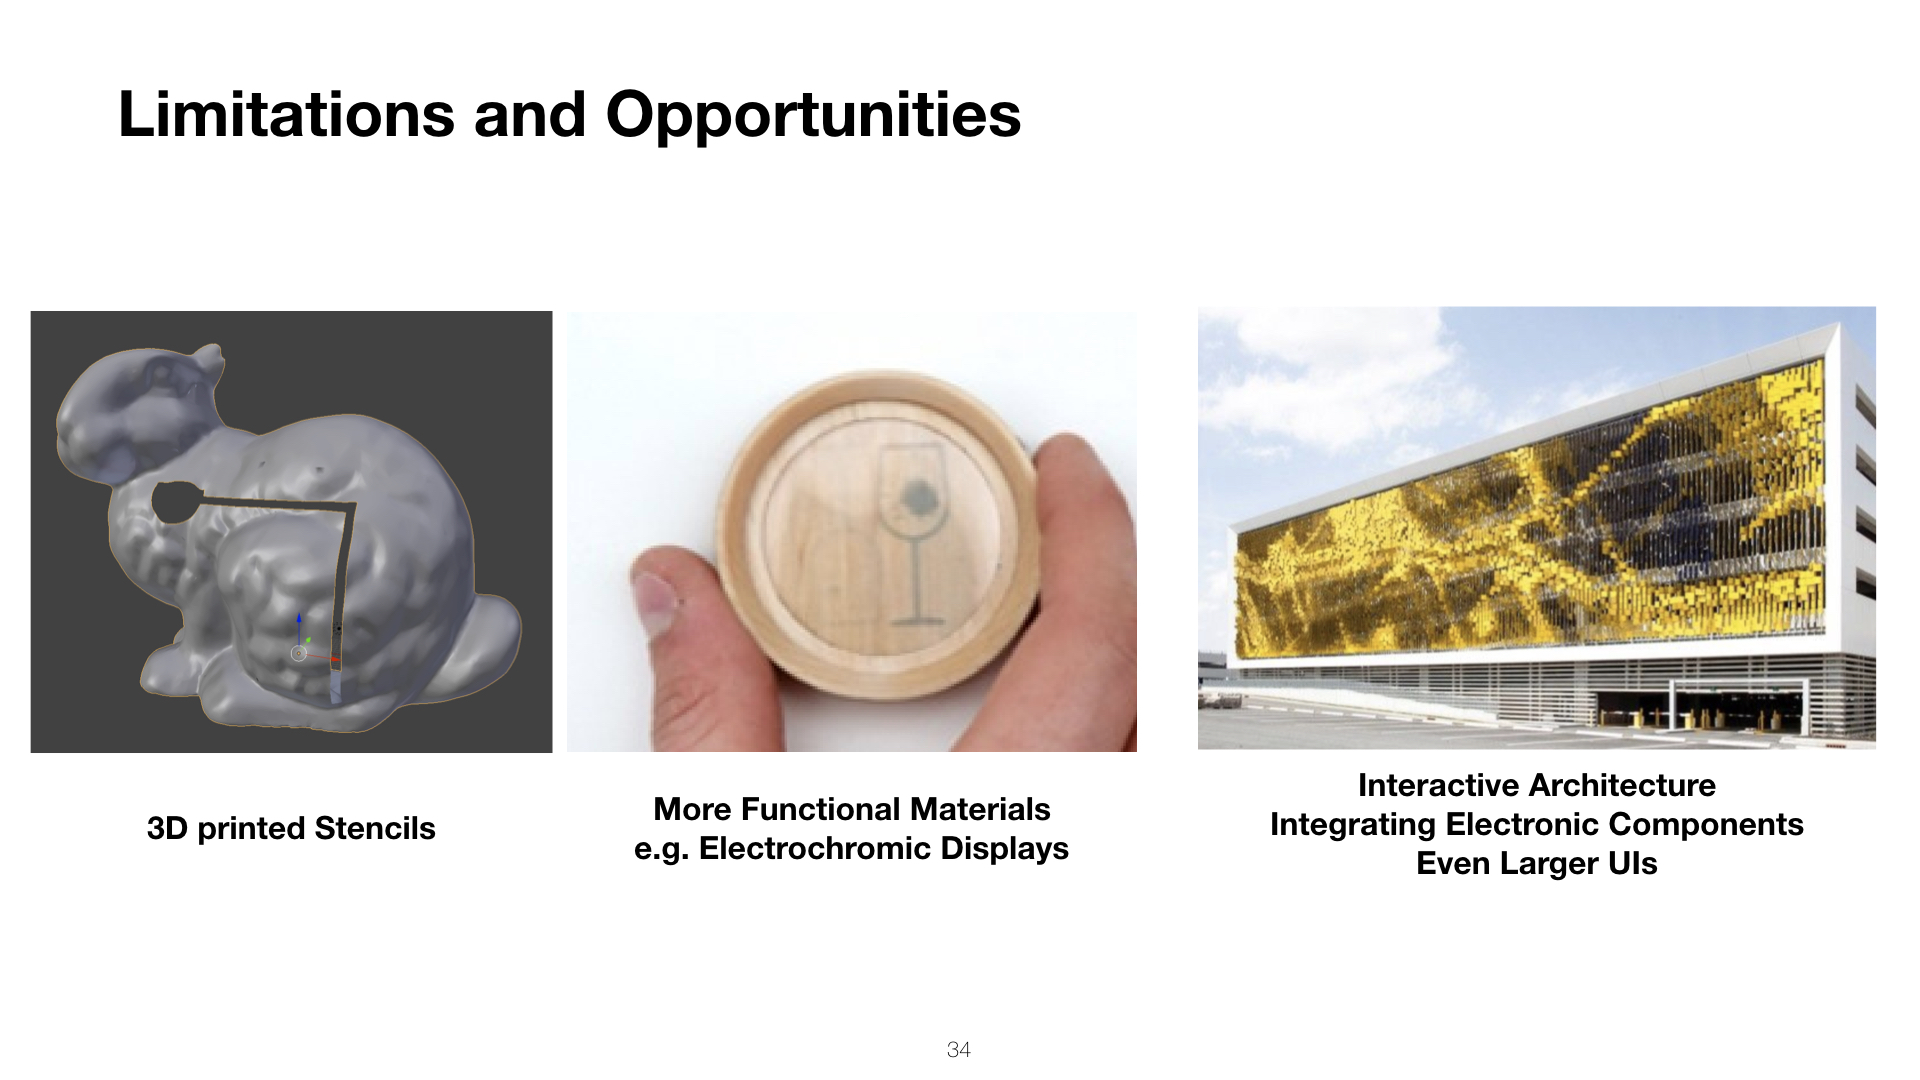 Limitations and Opportunities
3D printed Stencils
More Functional Materials
e.g. Electrochromic Displays
Interactive Architecture
Integrating Electronic Components
Even Larger UIs
34